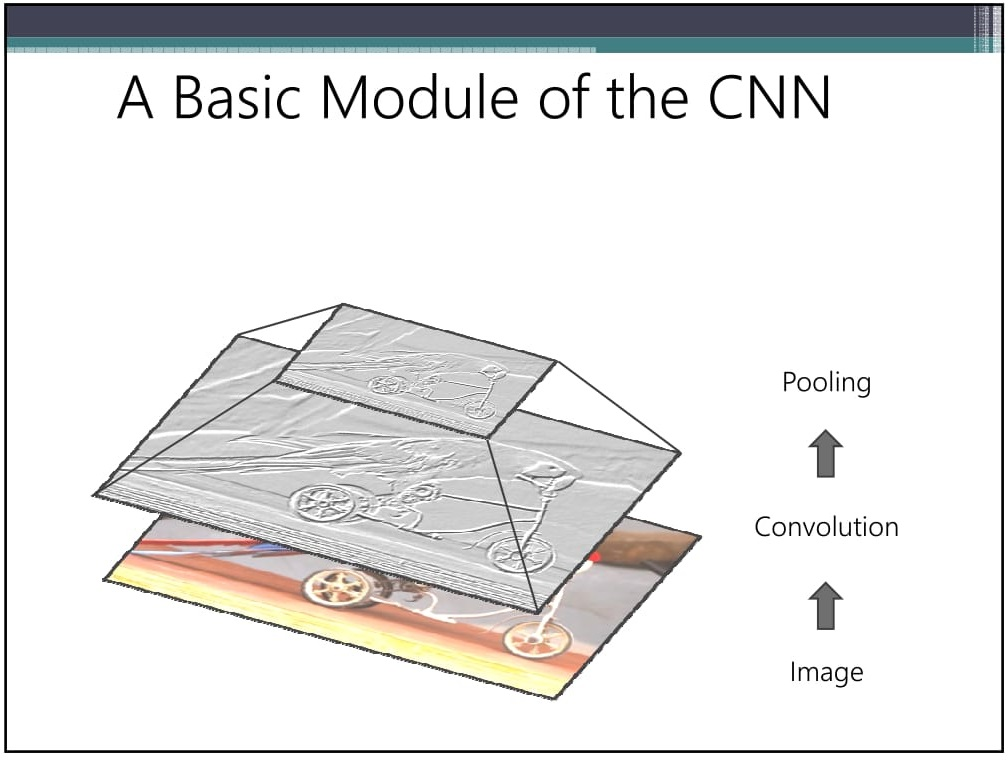 A Basic Module of the CNN
Pooling
Convolution
Image